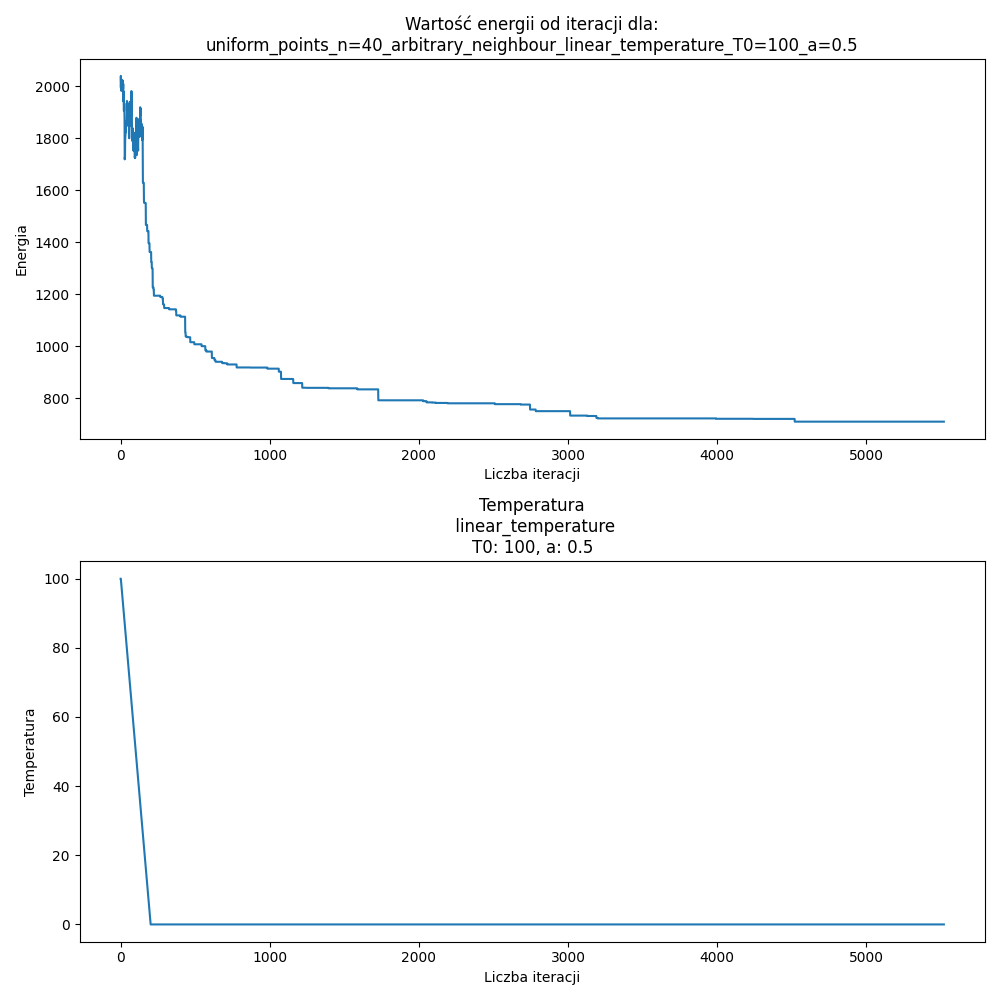 Wartość energii od iteracji dla:
uniform_points_n=40_arbitrary_neighbour_linear_temperature_T0=100_a=0.5
2000
1800
1600
1400
1200
1000
800
Energia
0 1000 2000 3000 4000 5000
Liczba iteracji
Temperatura
linear_temperature
T0: 100, a: 0.5
100
80
60
40
20
0
Temperatura
0 1000 2000 3000 4000 5000
Liczba iteracji